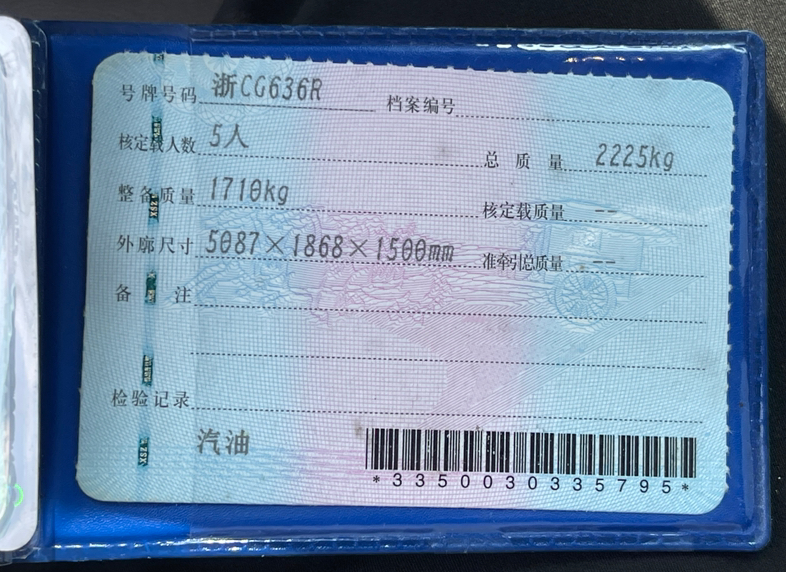 号牌号码 浙CG636R 档案编号
核定载人数 5人 总质量 2225kg
整备质量 1710kg 核定载质量 --
外廓尺寸 5087×1868×1500mm 准牵引总质量 --
备注
检验记录
汽油
*3350030335795*